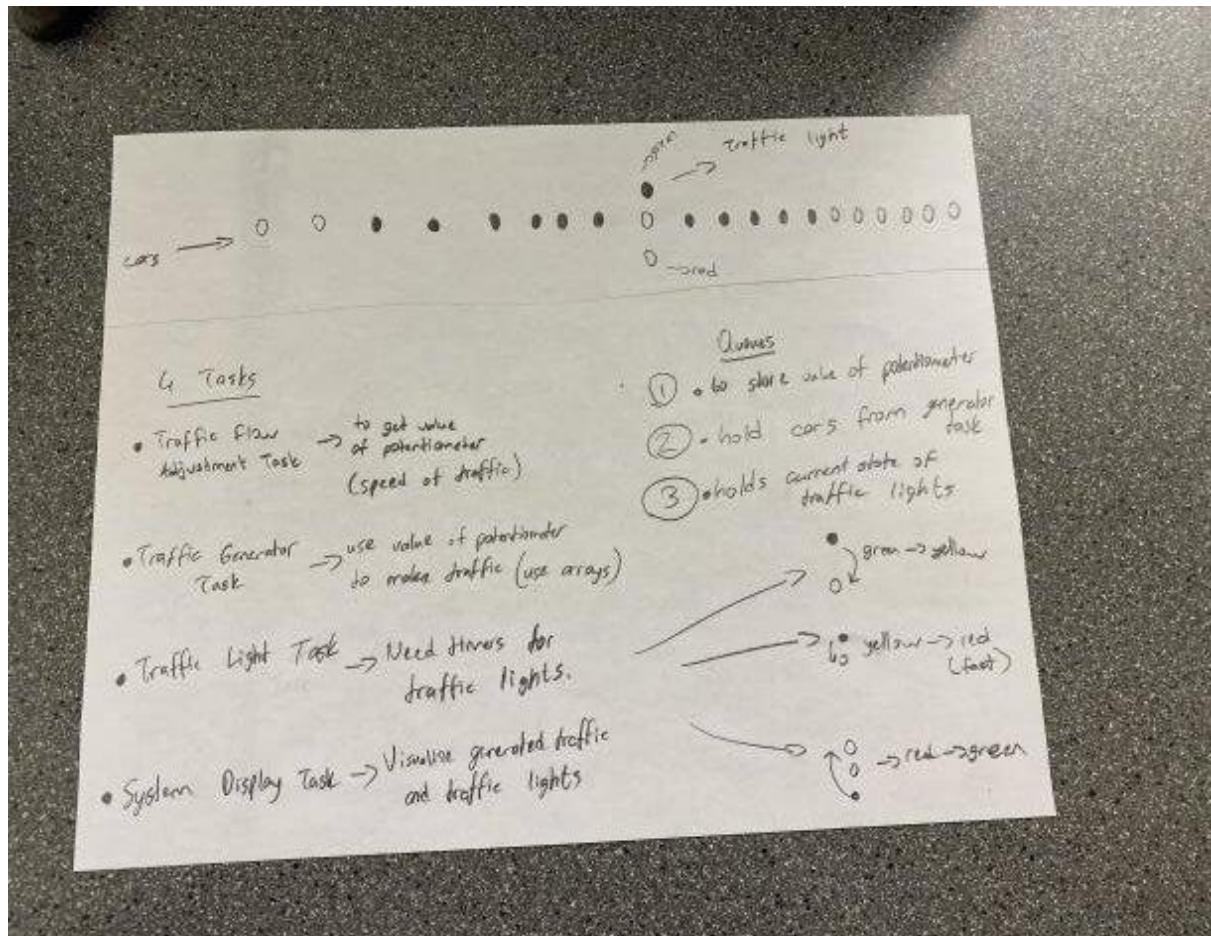 green
Traffic light
cars
red
4 Tasks
• Traffic Flow
Adjustment Task
to get value
of potentiometer
(speed of traffic)
• Traffic Generator
Task
use value of potentiometer
to make traffic (use arrays)
• Traffic Light Task
Need timers for
traffic lights.
• System Display Task
Visualise generated traffic
and traffic lights
Queues
1 • to store value of potentiometer
2 • hold cars from generator
task
3 • holds current state of
traffic lights
green → yellow
yellow → red
(fast)
→ red → green